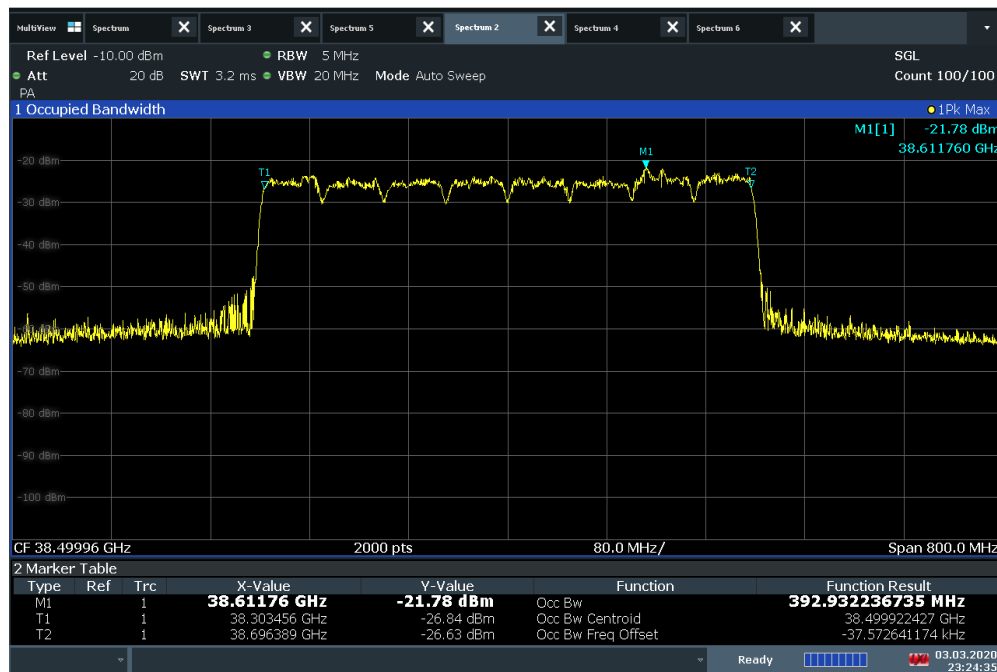 MultiView Spectrum Spectrum 3 Spectrum 5 Spectrum 2 Spectrum 4 Spectrum 6
Ref Level -10.00 dBm RBW 5 MHz SGL
Att 20 dB SWT 3.2 ms VBW 20 MHz Mode Auto Sweep Count 100/100
PA
1 Occupied Bandwidth 1Pk Max
M1[1] -21.78 dBm
38.611760 GHz
M1
-20 dBm
T1 T2
-30 dBm
-40 dBm
-50 dBm
-70 dBm
-80 dBm
-90 dBm
-100 dBm
CF 38.49996 GHz 2000 pts 80.0 MHz/ Span 800.0 MHz
2 Marker Table
Type Ref Trc X-Value Y-Value Function Function Result
M1 1 38.61176 GHz -21.78 dBm Occ Bw 392.932236735 MHz
T1 1 38.303456 GHz -26.84 dBm Occ Bw Centroid 38.499922427 GHz
T2 1 38.696389 GHz -26.63 dBm Occ Bw Freq Offset -37.572641174 kHz
Ready 03.03.2020
23:24:35